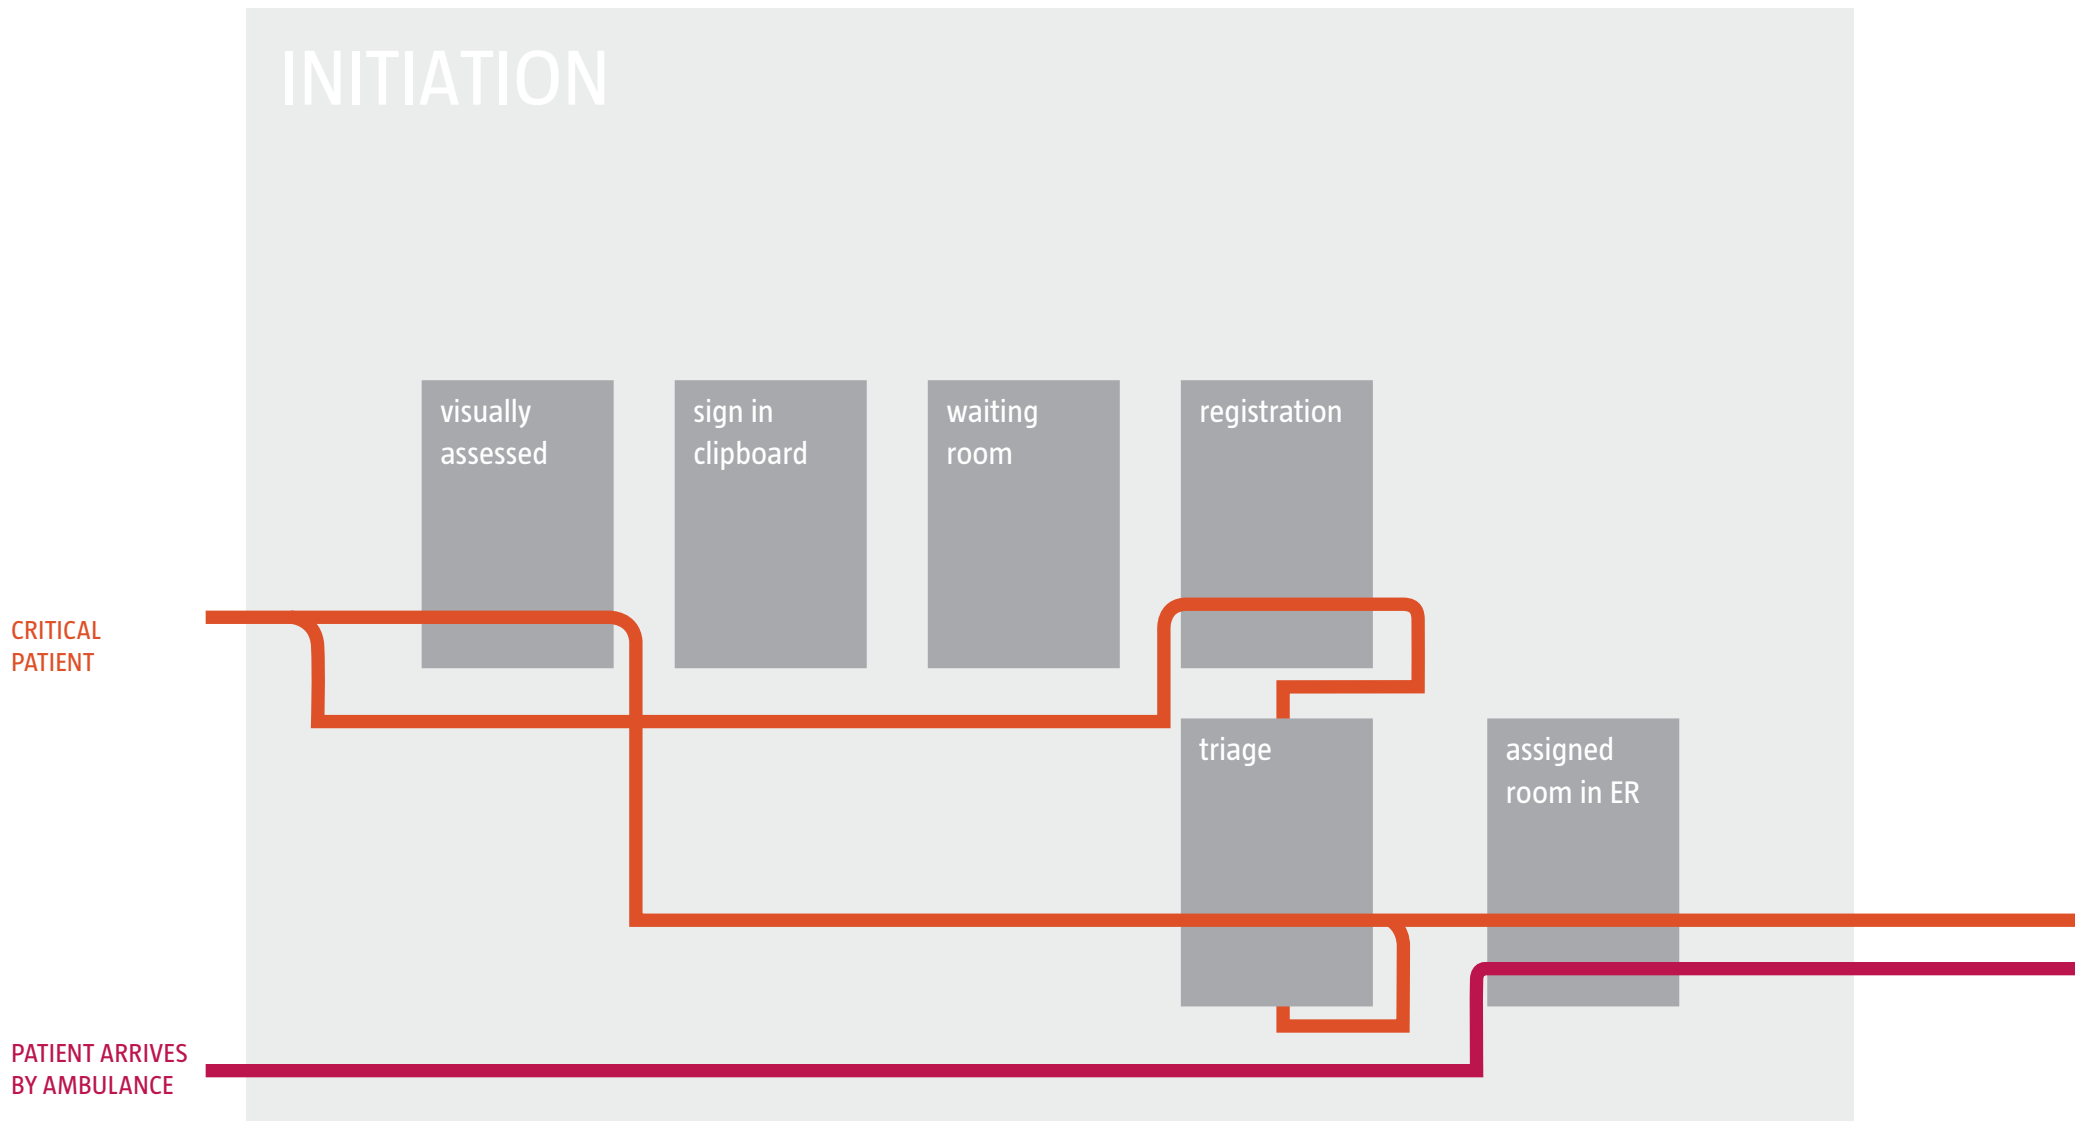 INITIATION
visually
assessed
sign in
clipboard
waiting
room
registration
CRITICAL
PATIENT
triage
assigned
room in ER
PATIENT ARRIVES
BY AMBULANCE